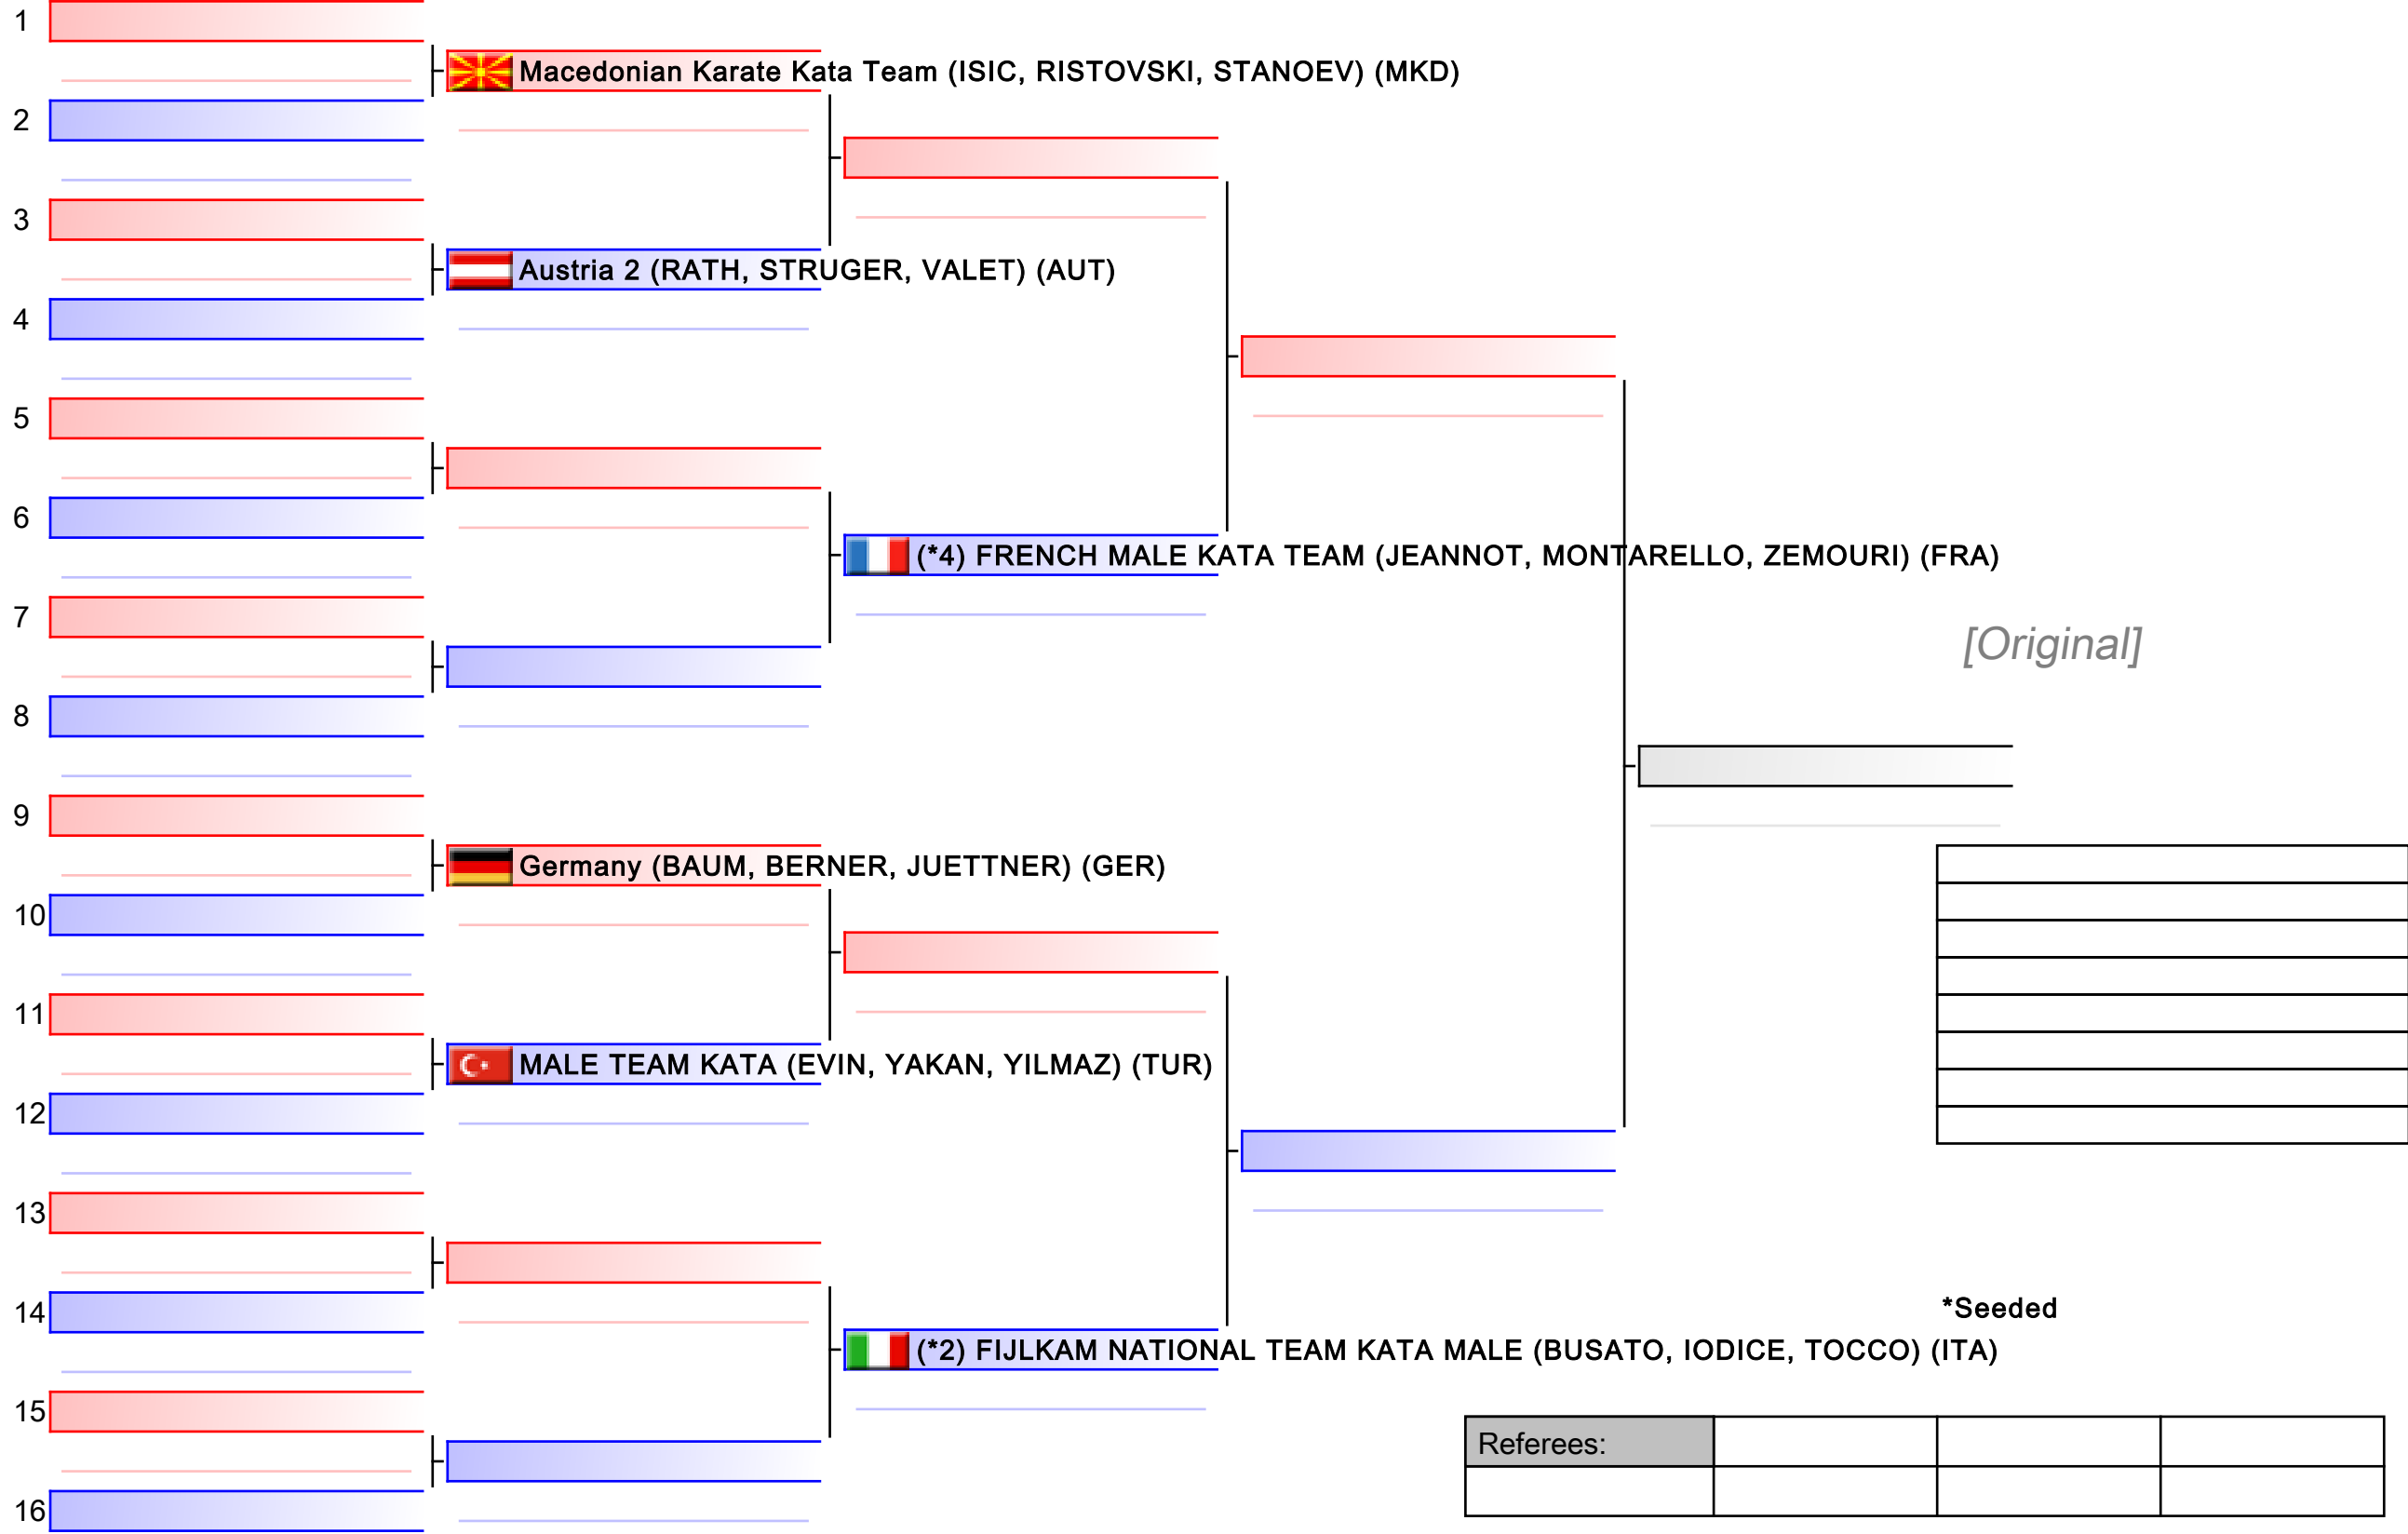 1
Macedonian Karate Kata Team (ISIC, RISTOVSKI, STANOEV) (MKD)
2
3
Austria 2 (RATH, STRUGER, VALET) (AUT)
4
5
6
(*4) FRENCH MALE KATA TEAM (JEANNOT, MONTARELLO, ZEMOURI) (FRA)
7
[Original]
8
9
Germany (BAUM, BERNER, JUETTNER) (GER)
10
11
MALE TEAM KATA (EVIN, YAKAN, YILMAZ) (TUR)
12
13
14
*Seeded
(*2) FIJLKAM NATIONAL TEAM KATA MALE (BUSATO, IODICE, TOCCO) (ITA)
15
Referees:
16